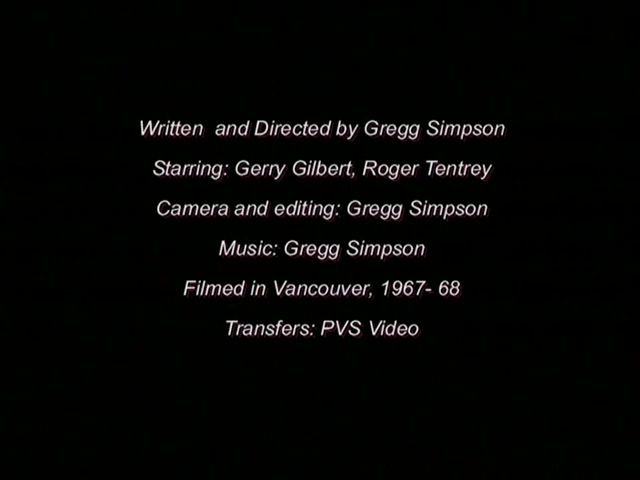 Written  and Directed by Gregg Simpson
Starring: Gerry Gilbert, Roger Tentrey
Camera and editing: Gregg Simpson
Music: Gregg Simpson
Filmed in Vancouver, 1967- 68
Transfers: PVS Video